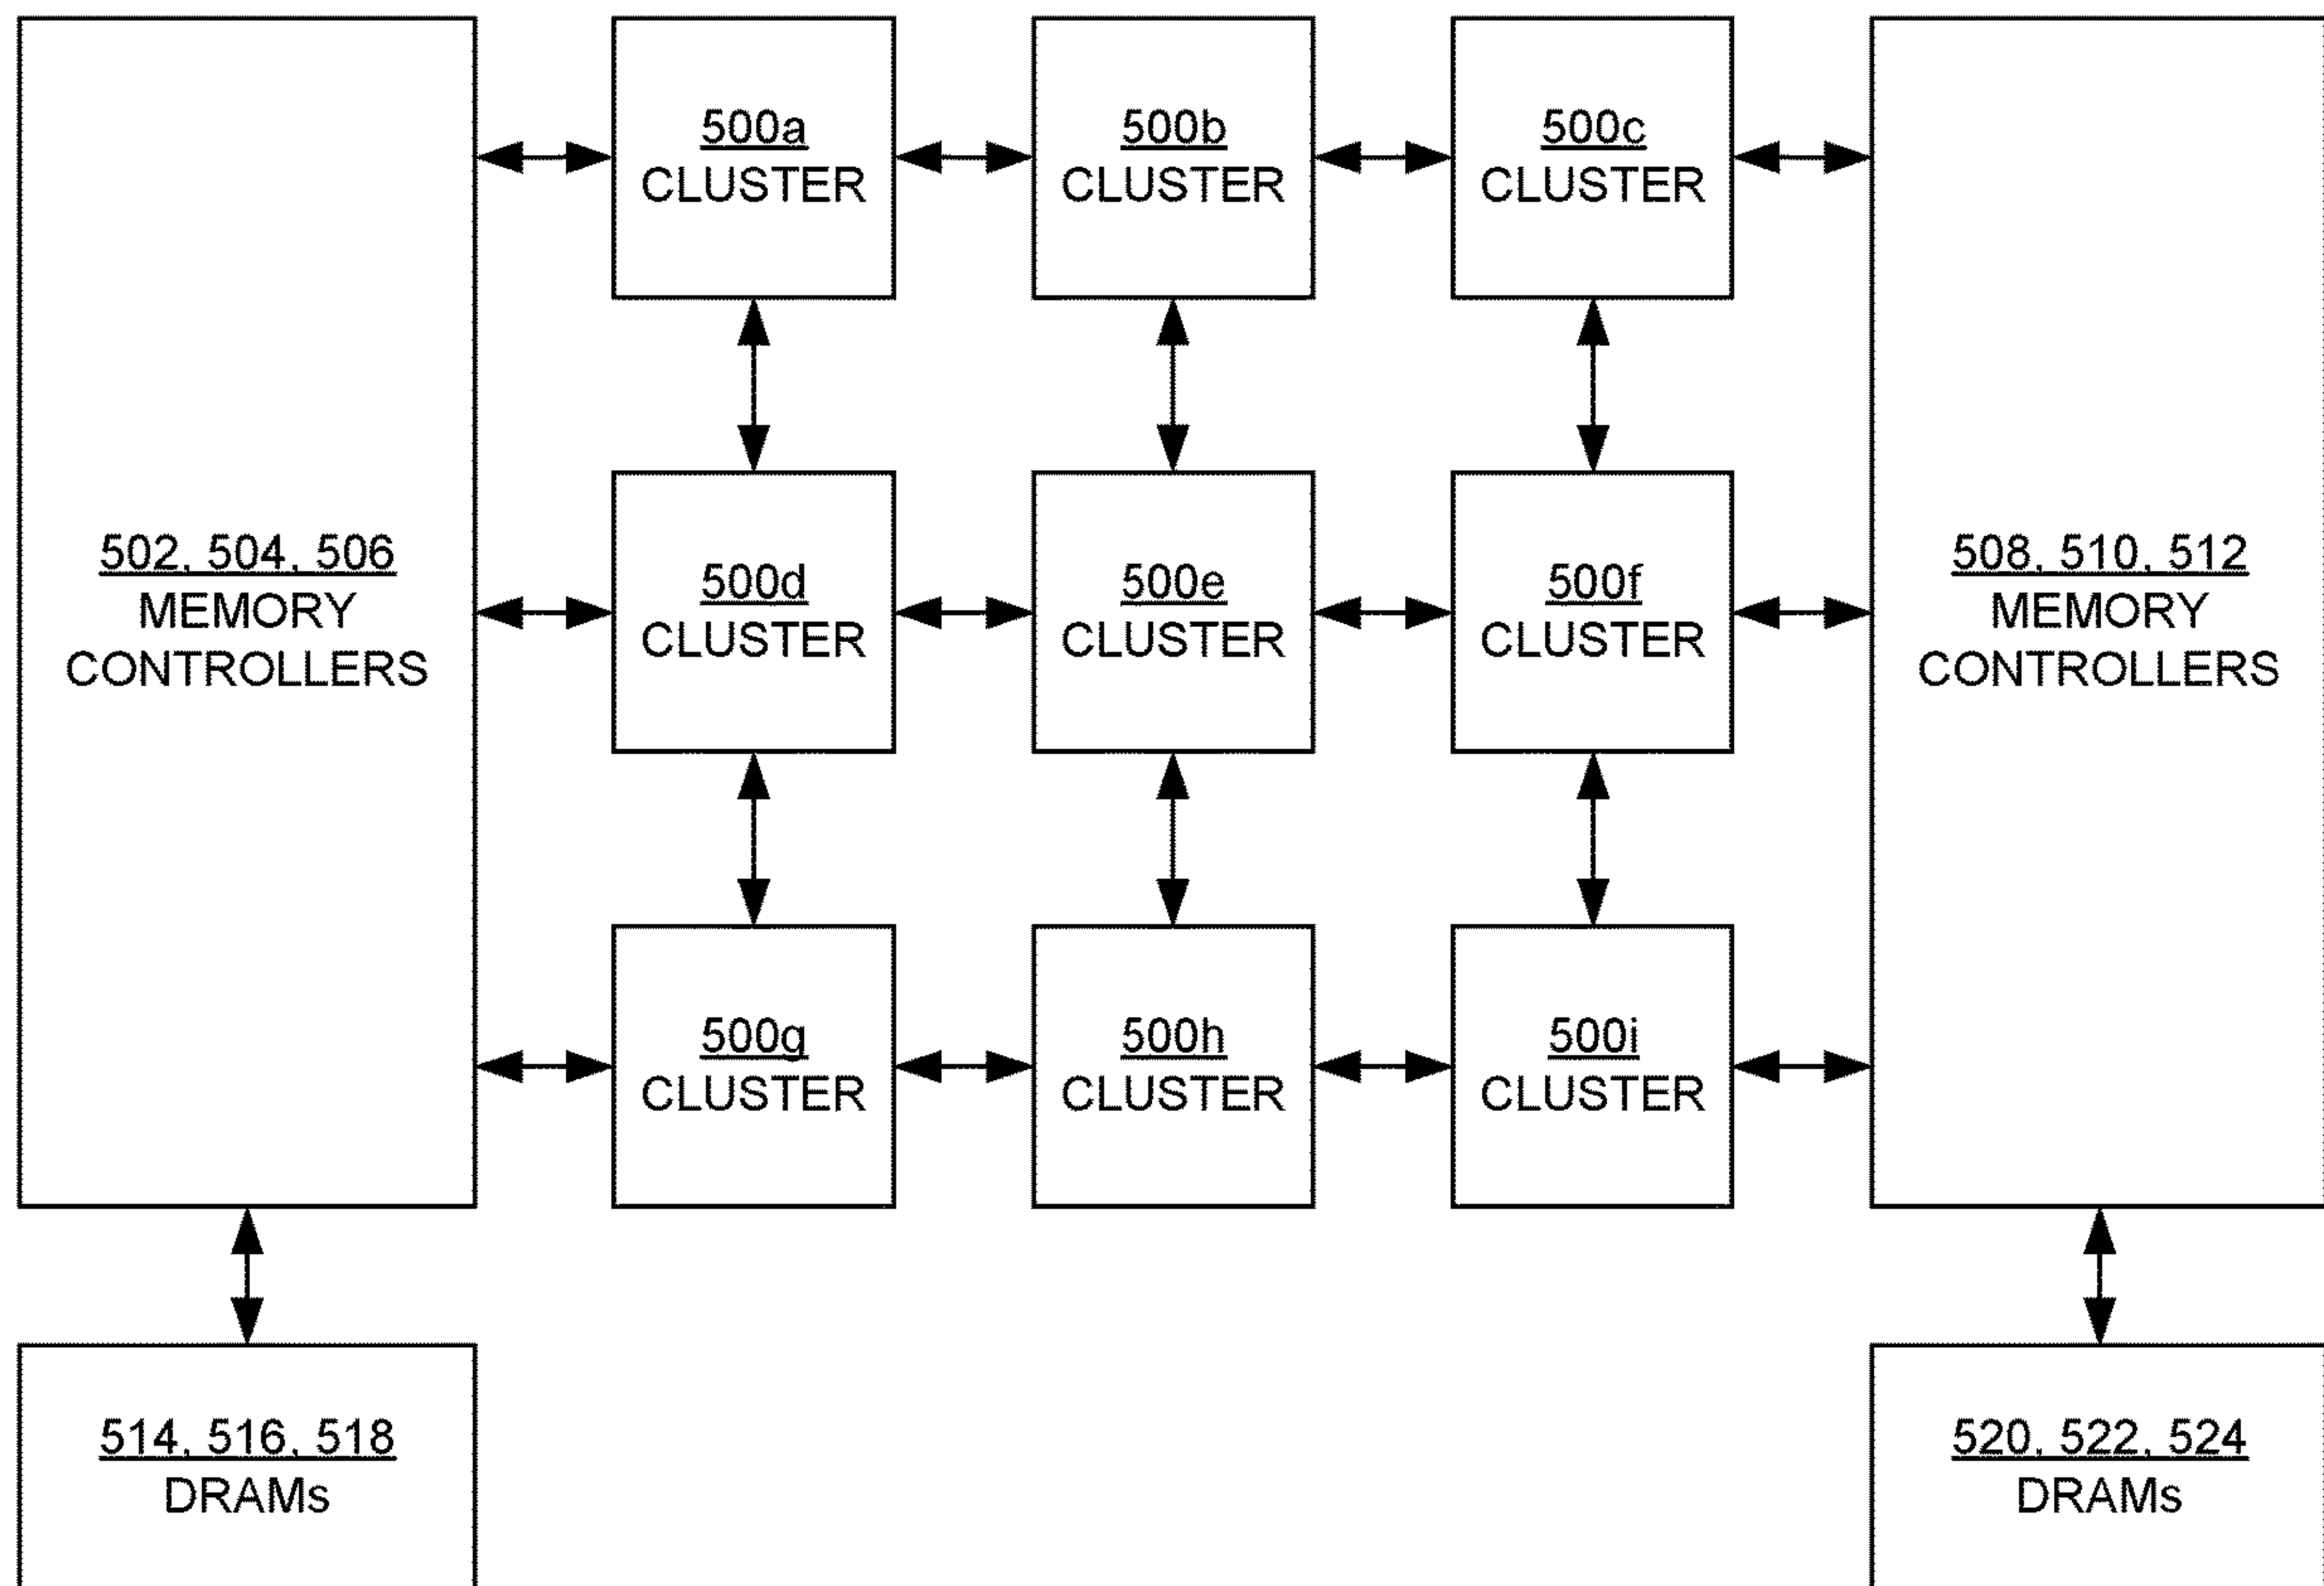 500a
CLUSTER
500b
CLUSTER
500c
CLUSTER
502, 504, 506
MEMORY
CONTROLLERS
500d
CLUSTER
500e
CLUSTER
500f
CLUSTER
508, 510, 512
MEMORY
CONTROLLERS
500g
CLUSTER
500h
CLUSTER
500i
CLUSTER
514, 516, 518
DRAMs
520, 522, 524
DRAMs